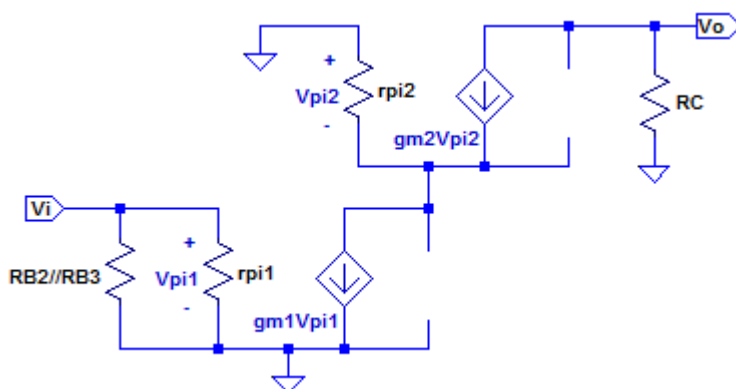 Vo
+
Vpi2
-
rpi2
gm2Vpi2
RC
Vi
RB2//RB3
+
Vpi1
-
rpi1
gm1Vpi1